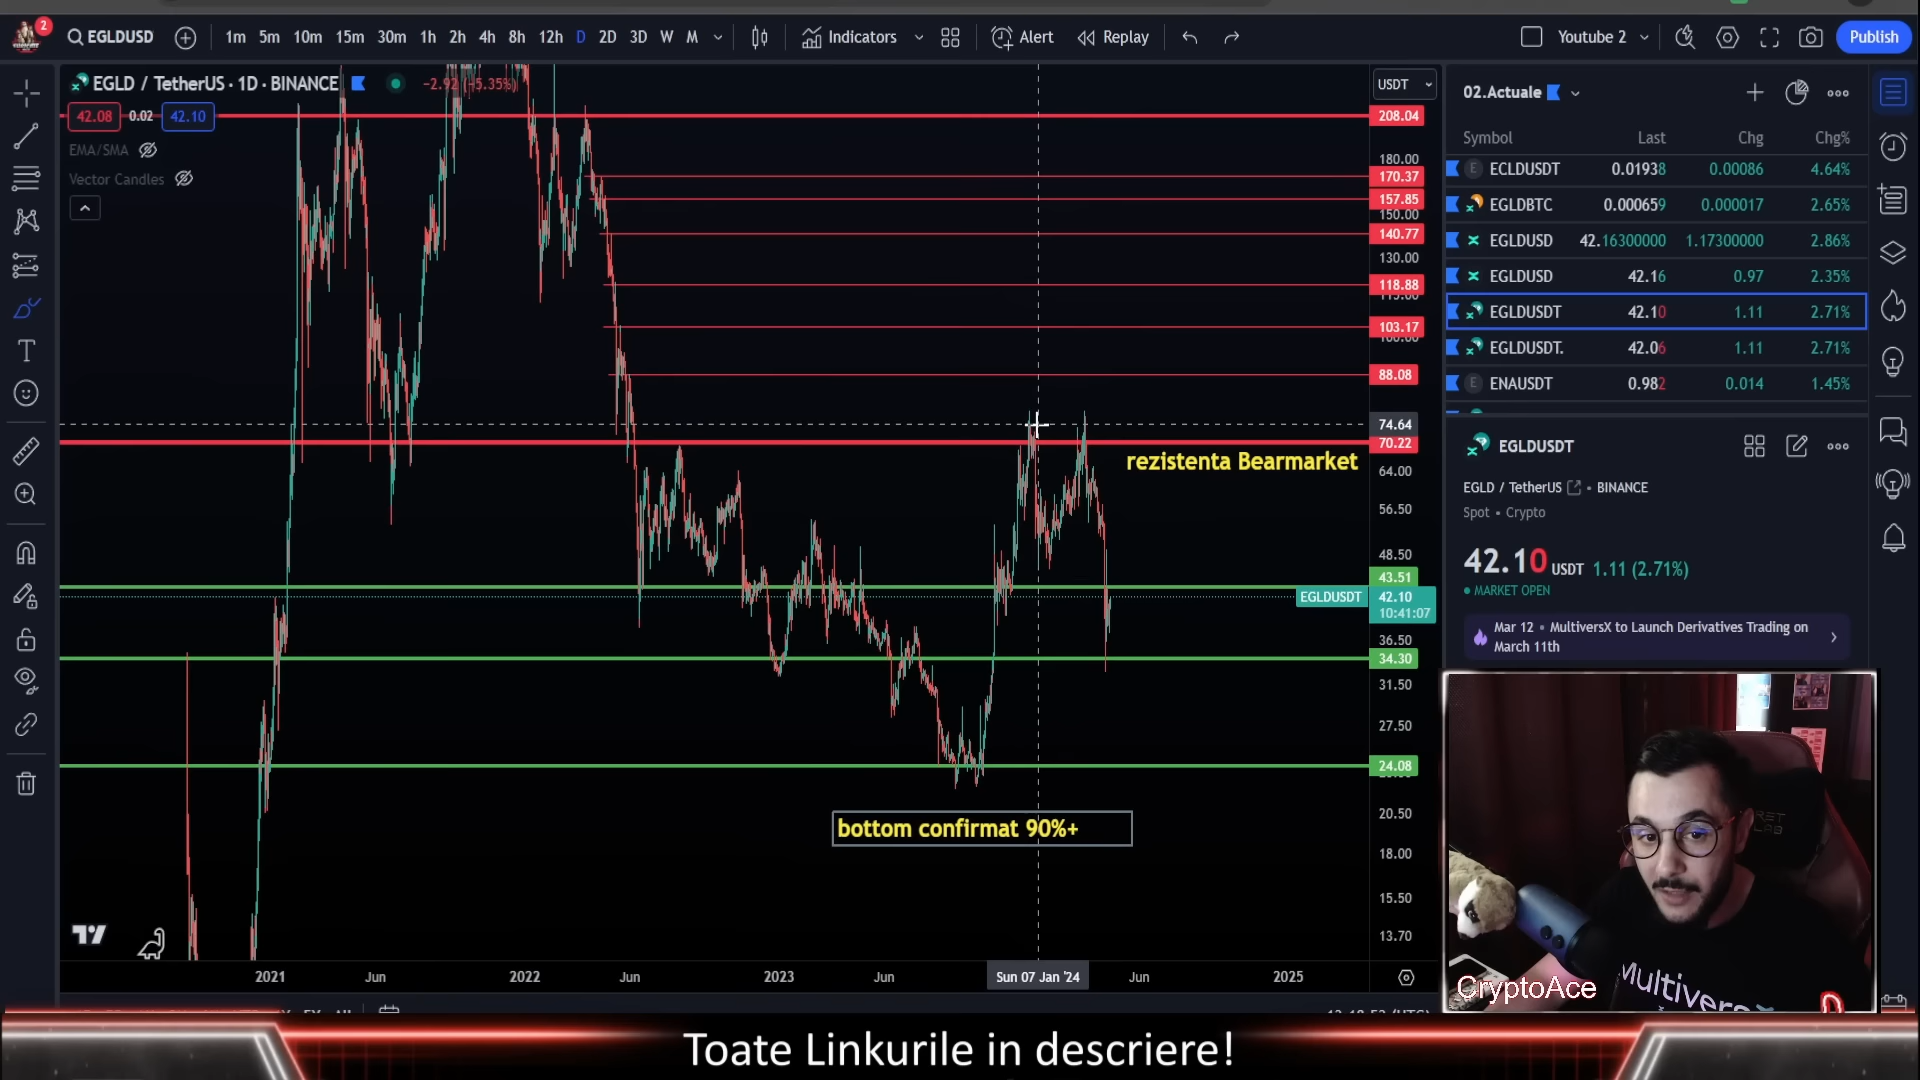 2
EGLDUSD
1m 5m 10m 15m 30m 1h 2h 4h 8h 12h D 2D 3D W M
Indicators
Alert
Replay
Youtube 2
Publish
EGLD / TetherUS · 1D · BINANCE
−2.92 (−5.35%)
42.08 0.02 42.10
EMA/SMA
Vector Candles
USDT
208.04
180.00
170.37
157.85
150.00
140.77
130.00
118.88
115.00
103.17
100.00
88.08
74.64
70.22
rezistenta Bearmarket
64.00
56.50
48.50
43.51
EGLDUSDT 42.10
10:41:07
36.50
34.30
31.50
27.50
24.08
20.50
bottom confirmat 90%+
18.00
15.50
13.70
2021 Jun 2022 Jun 2023 Jun Sun 07 Jan '24 Jun 2025
02.Actuale
Symbol Last Chg Chg%
ECLDUSDT 0.01938 0.00086 4.64%
EGLDBTC 0.000659 0.000017 2.65%
EGLDUSD 42.16300000 1.17300000 2.86%
EGLDUSD 42.16 0.97 2.35%
EGLDUSDT 42.10 1.11 2.71%
EGLDUSDT. 42.06 1.11 2.71%
ENAUSDT 0.982 0.014 1.45%
EGLDUSDT
EGLD / TetherUS • BINANCE
Spot • Crypto
42.10 USDT 1.11 (2.71%)
MARKET OPEN
Mar 12 • MultiversX to Launch Derivatives Trading on
March 11th
CryptoAce
Toate Linkurile in descriere!